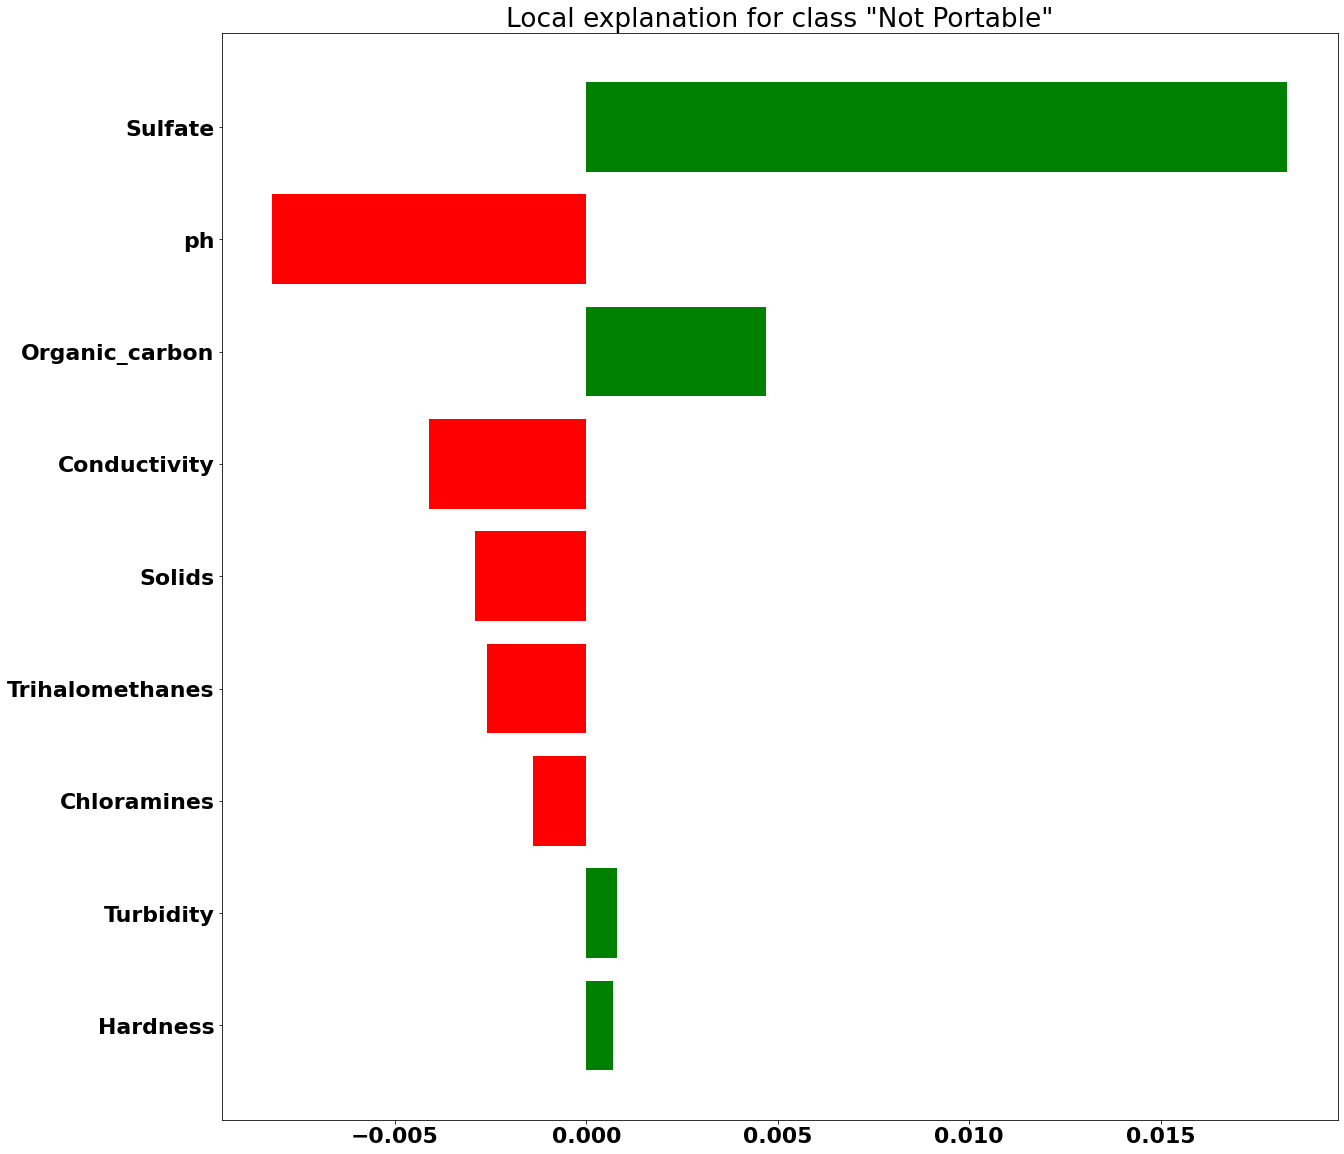 Local explanation for class "Not Portable"
Sulfate
ph
Organic_carbon
Conductivity
Solids
Trihalomethanes
Chloramines
Turbidity
Hardness
−0.005 0.000 0.005 0.010 0.015